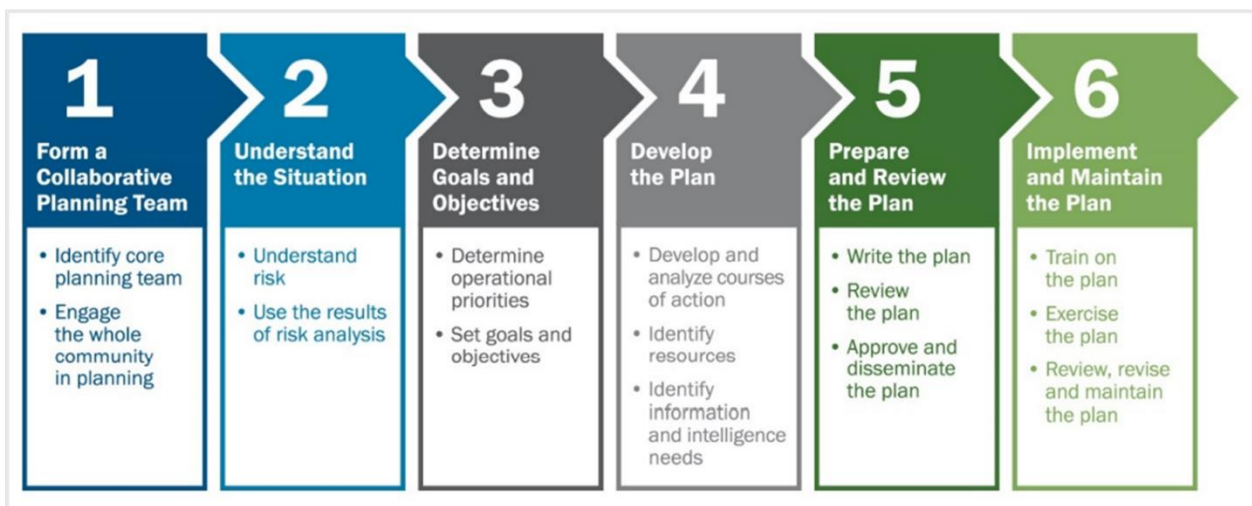 1
Form a
Collaborative
Planning Team
• Identify core
planning team
• Engage
the whole
community
in planning
2
Understand
the Situation
• Understand
risk
• Use the results
of risk analysis
3
Determine
Goals and
Objectives
• Determine
operational
priorities
• Set goals and
objectives
4
Develop
the Plan
• Develop and
analyze courses
of action
• Identify
resources
• Identify
information
and intelligence
needs
5
Prepare
and Review
the Plan
• Write the plan
• Review
the plan
• Approve and
disseminate
the plan
6
Implement
and Maintain
the Plan
• Train on
the plan
• Exercise
the plan
• Review, revise
and maintain
the plan